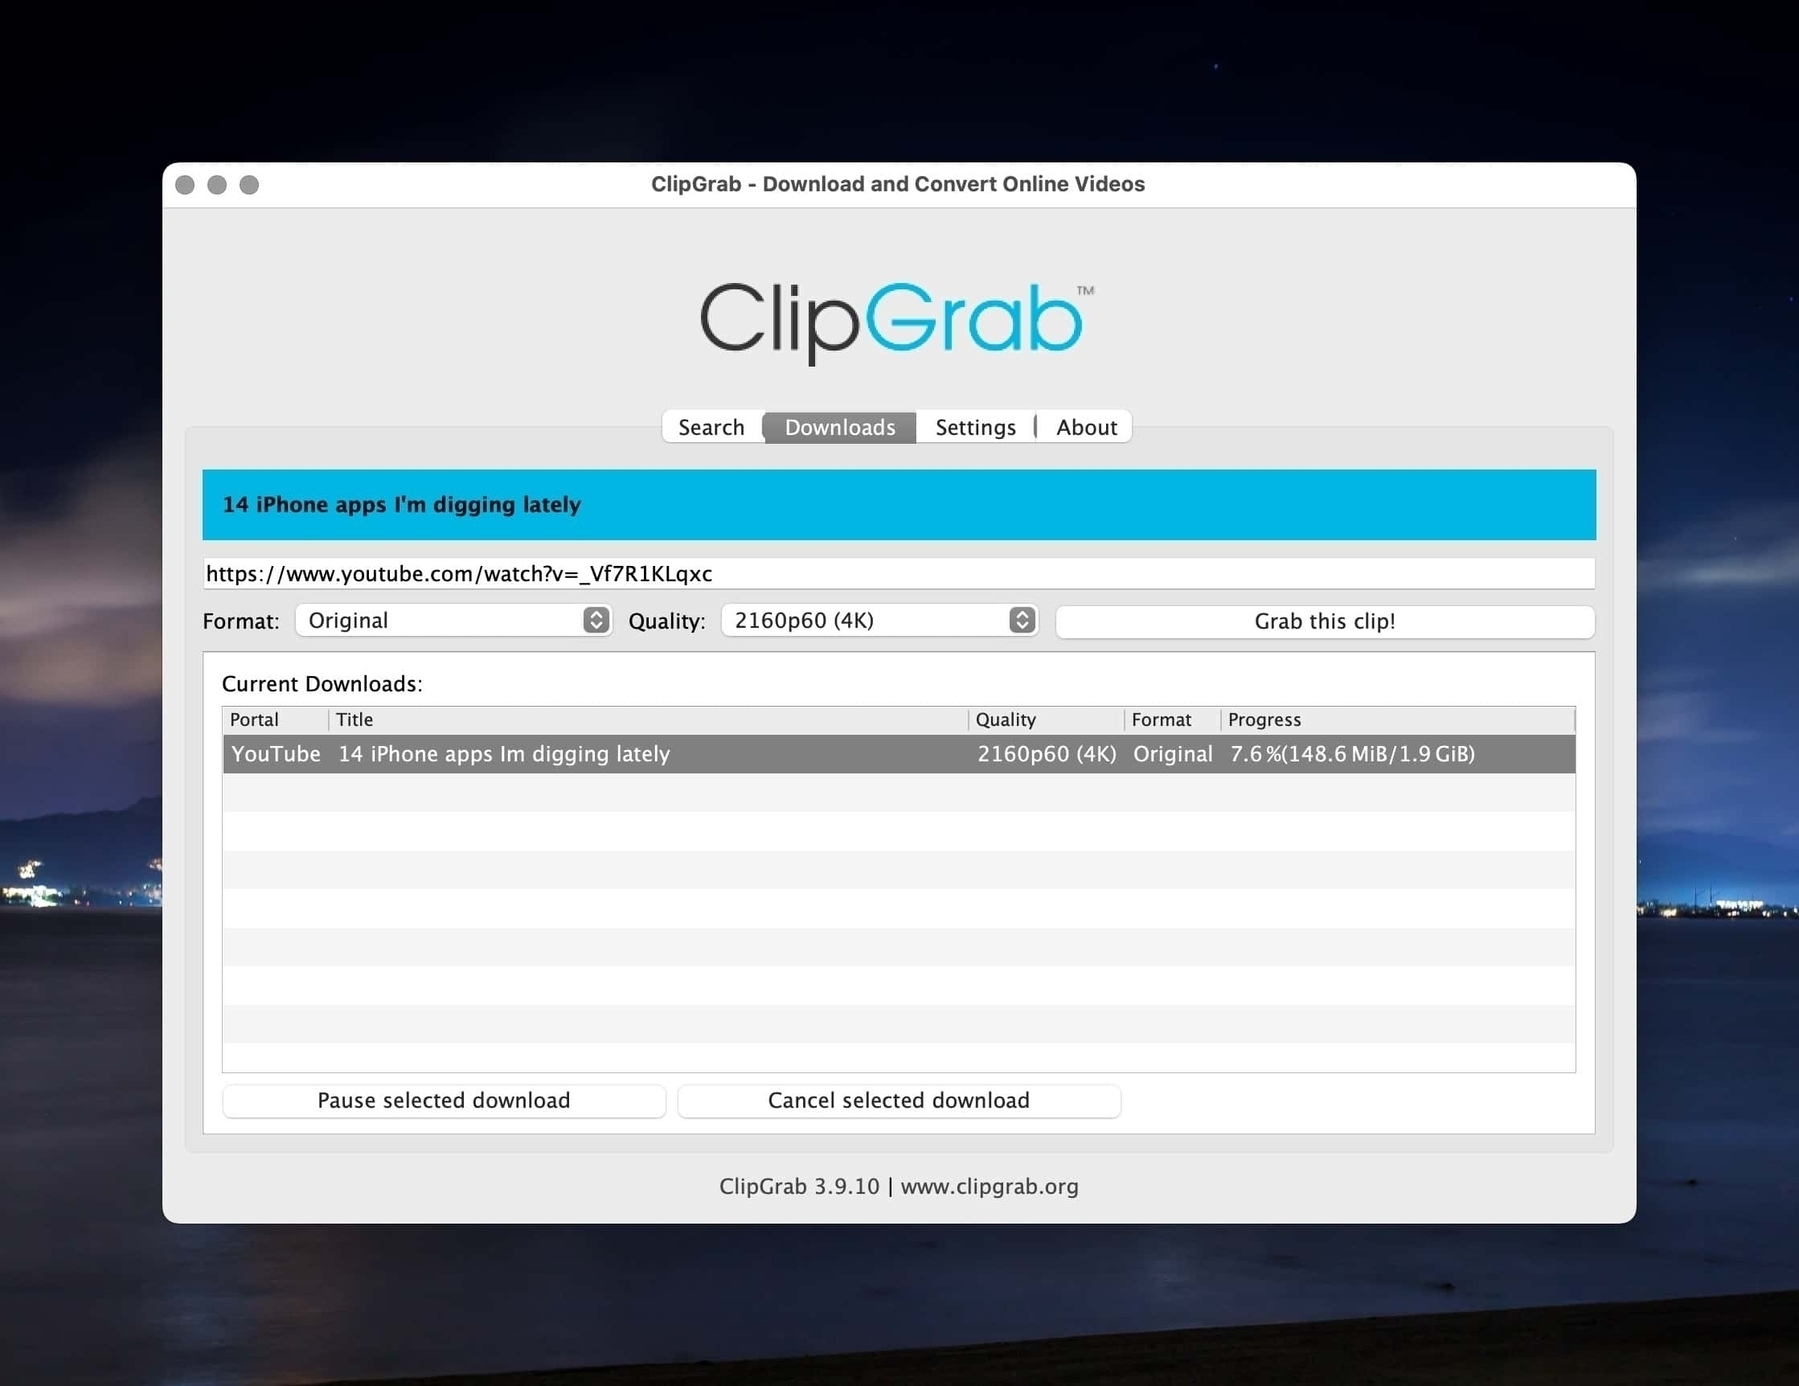 ClipGrab - Download and Convert Online Videos
ClipGrab™
Search Downloads Settings About
14 iPhone apps I'm digging lately
https://www.youtube.com/watch?v=_Vf7R1KLqxc
Format: Original Quality: 2160p60 (4K) Grab this clip!
Current Downloads:
Portal Title Quality Format Progress
YouTube 14 iPhone apps Im digging lately 2160p60 (4K) Original 7.6 %(148.6 MiB/1.9 GiB)
Pause selected download Cancel selected download
ClipGrab 3.9.10 | www.clipgrab.org